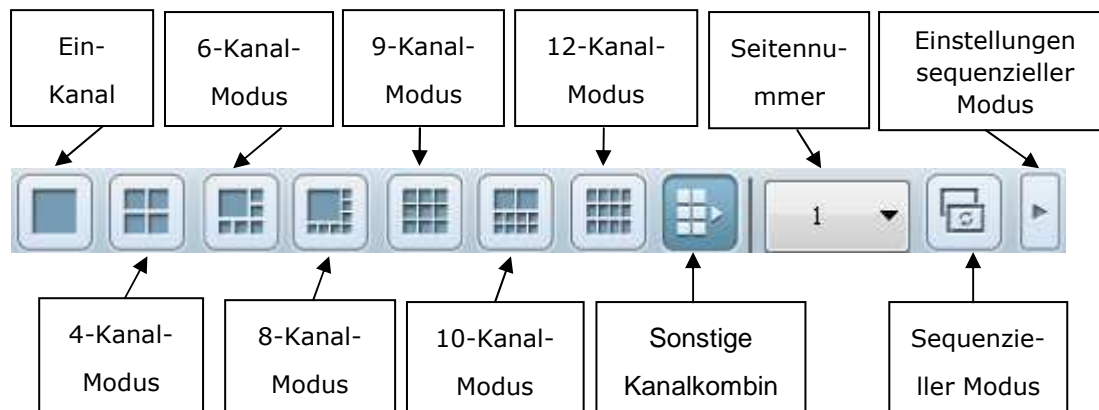 Ein-
Kanal
6-Kanal-
Modus
9-Kanal-
Modus
12-Kanal-
Modus
Seitennu-
mmer
Einstellungen
sequenzieller
Modus
1
4-Kanal-
Modus
8-Kanal-
Modus
10-Kanal-
Modus
Sonstige
Kanalkombin
Sequenzie-
ller Modus